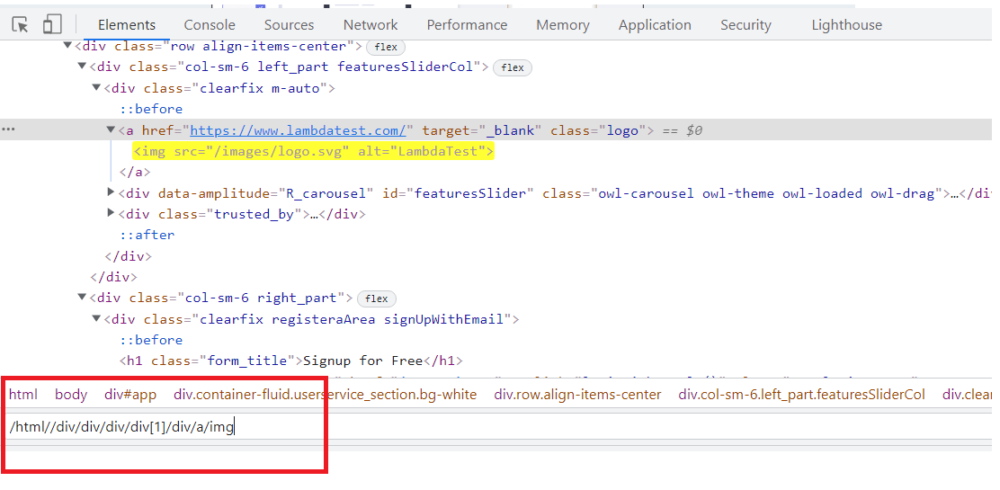 Elements Console Sources Network Performance Memory Application Security Lighthouse
<div class="row align-items-center"> flex
<div class="col-sm-6 left_part featuresSliderCol"> flex
<div class="clearfix m-auto">
::before
<a href="https://www.lambdatest.com/" target="_blank" class="logo"> == $0
<img src="/images/logo.svg" alt="LambdaTest">
</a>
<div data-amplitude="R_carousel" id="featuresSlider" class="owl-carousel owl-theme owl-loaded owl-drag">…</div
<div class="trusted_by">…</div>
::after
</div>
</div>
<div class="col-sm-6 right_part"> flex
<div class="clearfix registeraArea signUpWithEmail">
::before
<h1 class="form_title">Signup for Free</h1>
html body div#app div.container-fluid.userservice_section.bg-white div.row.align-items-center div.col-sm-6.left_part.featuresSliderCol div.clear
/html//div/div/div/div[1]/div/a/img